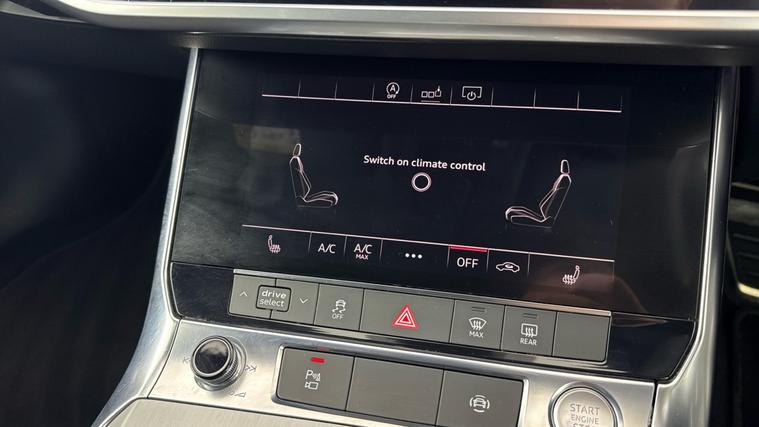 A
OFF
Switch on climate control
A/C
A/C
MAX
OFF
drive
select
OFF
MAX
REAR
P
START
ENGINE